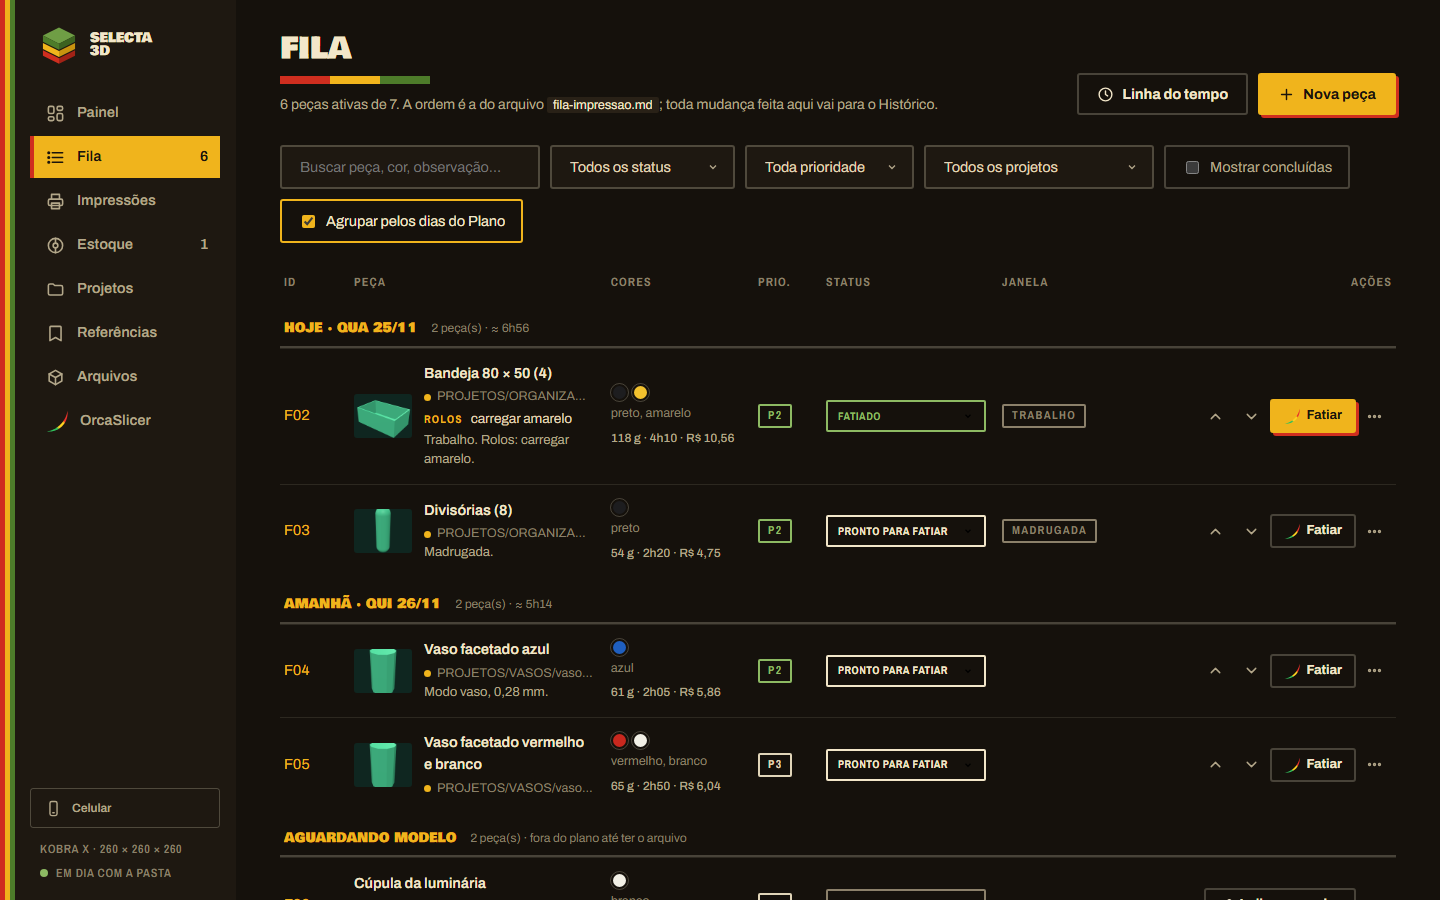 SELECTA
3D
Painel
Fila 6
Impressões
Estoque 1
Projetos
Referências
Arquivos
OrcaSlicer
Celular
KOBRA X · 260 × 260 × 260
EM DIA COM A PASTA
FILA
6 peças ativas de 7. A ordem é a do arquivo fila-impressao.md ; toda mudança feita aqui vai para o Histórico.
Linha do tempo
Nova peça
Buscar peça, cor, observação...
Todos os status
Toda prioridade
Todos os projetos
Mostrar concluídas
Agrupar pelos dias do Plano
ID PEÇA CORES PRIO. STATUS JANELA AÇÕES
HOJE · QUA 25/11 2 peça(s) · ≈ 6h56
F02
Bandeja 80 × 50 (4)
PROJETOS/ORGANIZA...
ROLOS carregar amarelo
Trabalho. Rolos: carregar
amarelo.
preto, amarelo
118 g · 4h10 · R$ 10,56
P2
FATIADO
TRABALHO
Fatiar
F03
Divisórias (8)
PROJETOS/ORGANIZA...
Madrugada.
preto
54 g · 2h20 · R$ 4,75
P2
PRONTO PARA FATIAR
MADRUGADA
Fatiar
AMANHÃ · QUI 26/11 2 peça(s) · ≈ 5h14
F04
Vaso facetado azul
PROJETOS/VASOS/vaso...
Modo vaso, 0,28 mm.
azul
61 g · 2h05 · R$ 5,86
P2
PRONTO PARA FATIAR
Fatiar
F05
Vaso facetado vermelho
e branco
PROJETOS/VASOS/vaso...
vermelho, branco
65 g · 2h50 · R$ 6,04
P3
PRONTO PARA FATIAR
Fatiar
AGUARDANDO MODELO 2 peça(s) · fora do plano até ter o arquivo
Cúpula da luminária